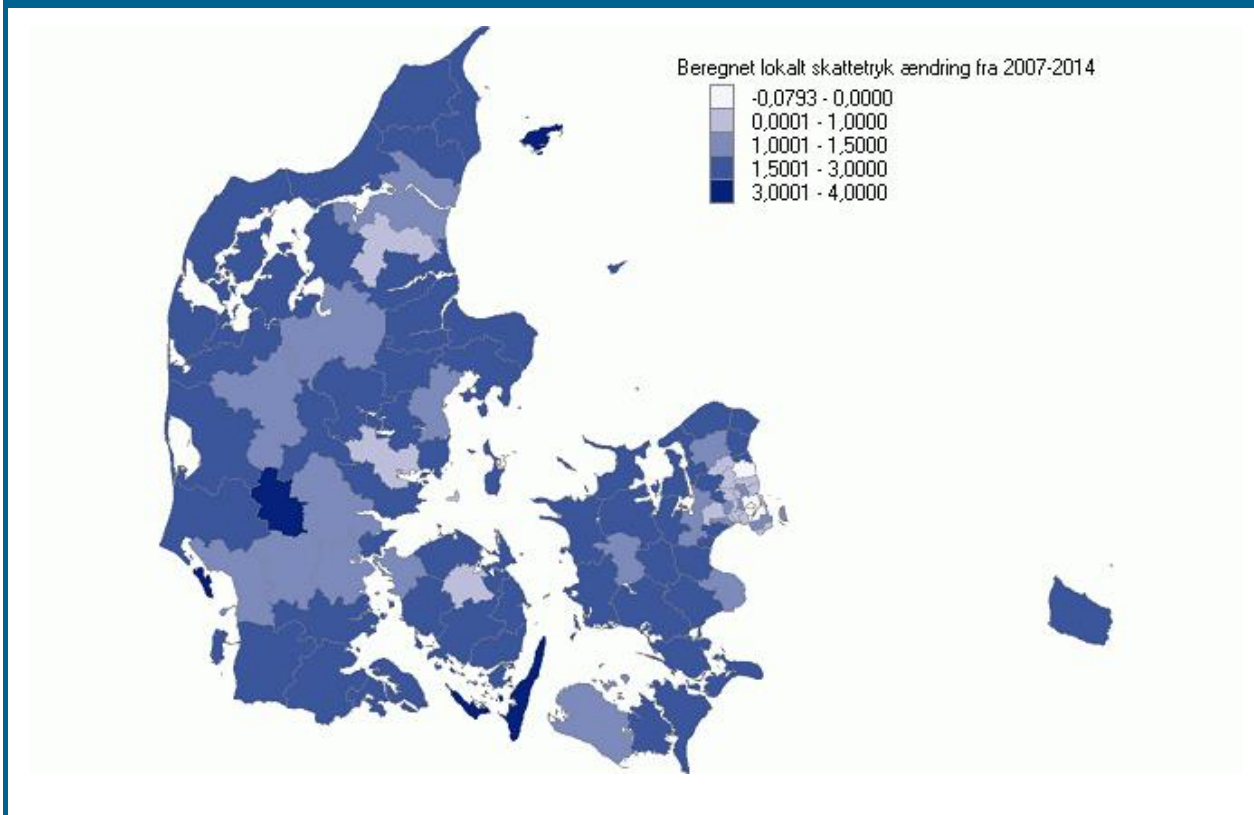 Beregnet lokalt skattetryk ændring fra 2007-2014
-0,0793 - 0,0000
0,0001 - 1,0000
1,0001 - 1,5000
1,5001 - 3,0000
3,0001 - 4,0000